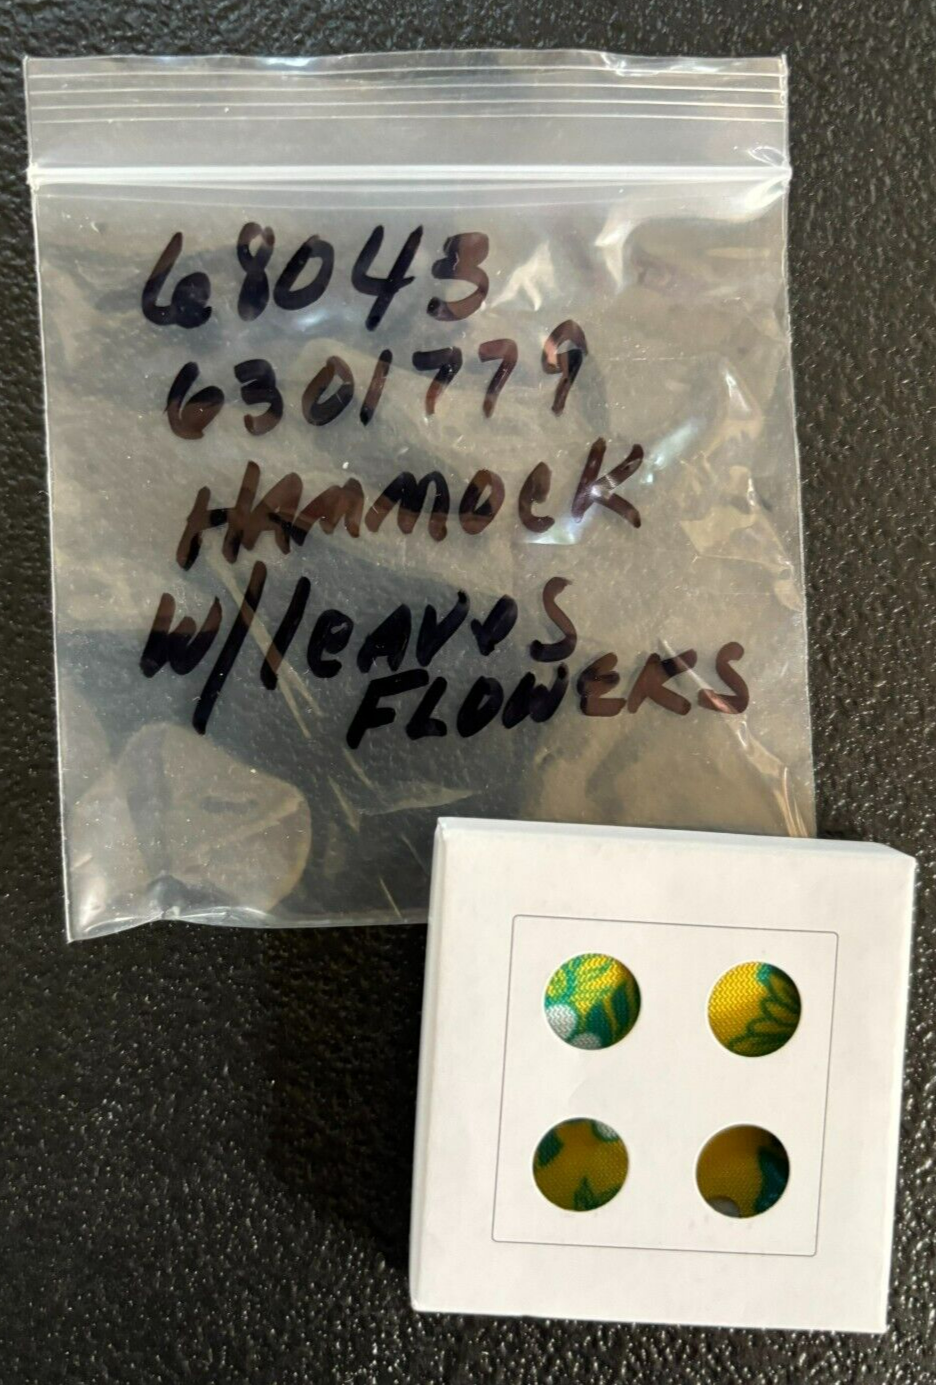 68043
6301779
HAMMOCK
W/leAVeS
FLOWERS